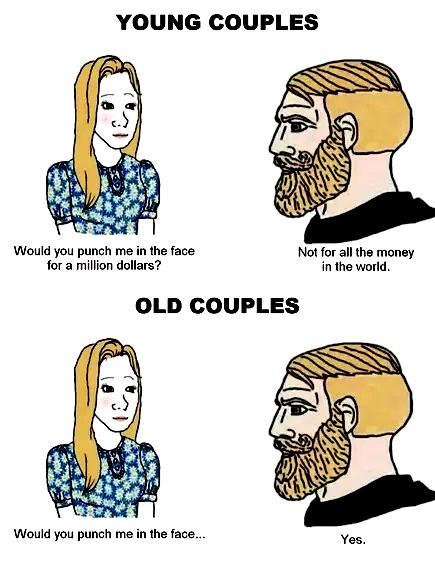 YOUNG COUPLES
Would you punch me in the face
for a million dollars?
Not for all the money
in the world.
OLD COUPLES
Would you punch me in the face...
Yes.